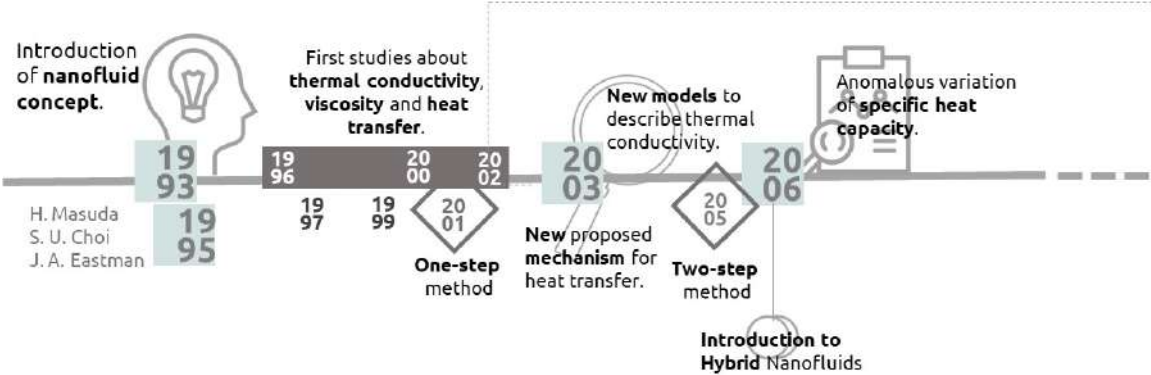 Introduction
of nanofluid
concept.
19
93
19
95
H. Masuda
S. U. Choi
J. A. Eastman
First studies about
thermal conductivity,
viscosity and heat
transfer.
19
96
20
00
20
02
19
97
19
99
20
01
One-step
method
New models to
describe thermal
conductivity.
20
03
New proposed
mechanism for
heat transfer.
20
05
Two-step
method
20
06
Anomalous variation
of specific heat
capacity.
Introduction to
Hybrid Nanofluids